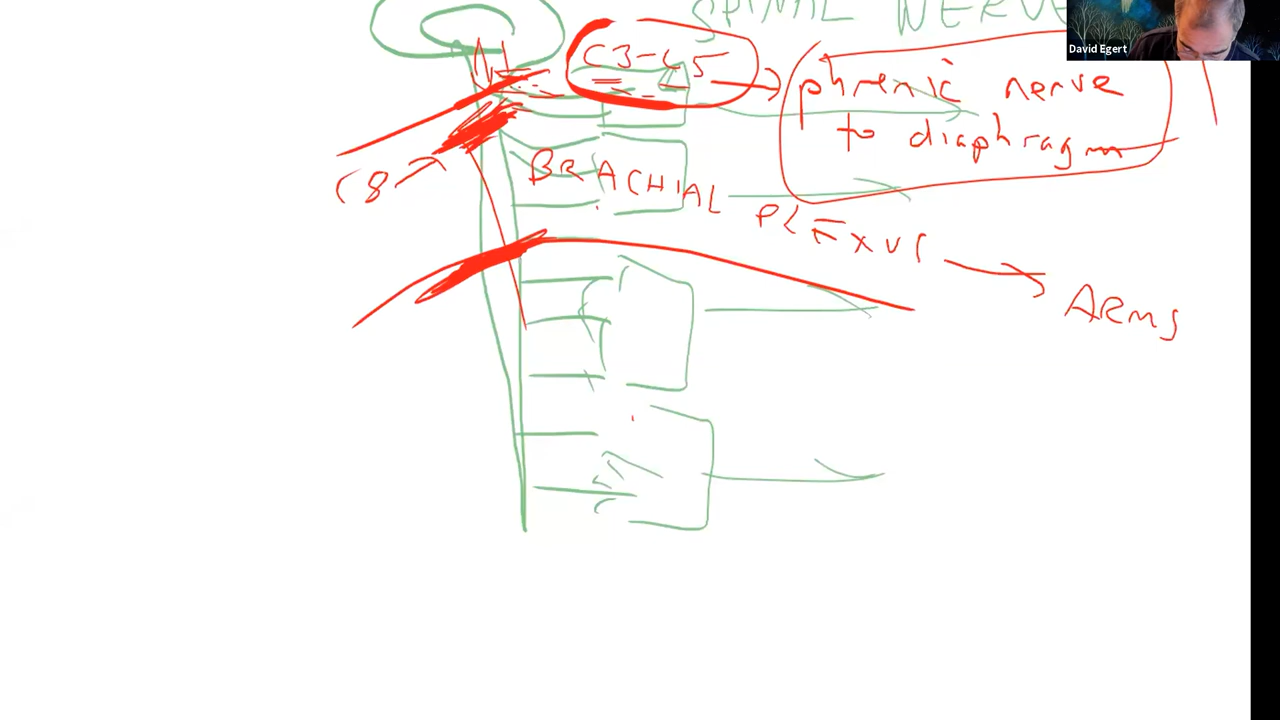 SPINAL NERVE
David Egert
C3-C5
phrenic nerve
to diaphragm
C8
BRACHIAL PLEXUS
ARMS